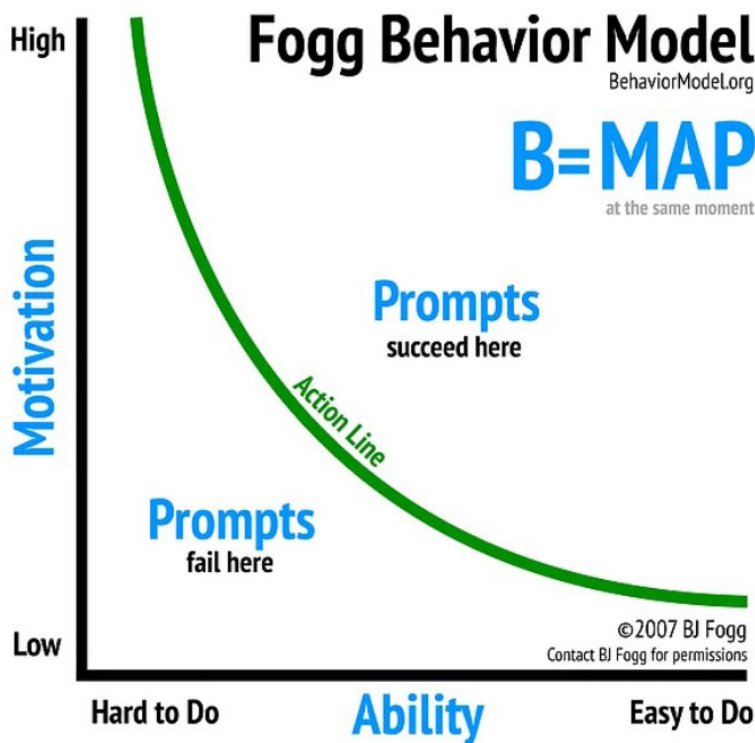 High
Fogg Behavior Model
BehaviorModel.org
B=MAP
at the same moment
Motivation
Prompts
succeed here
Action Line
Prompts
fail here
Low
©2007 BJ Fogg
Contact BJ Fogg for permissions
Hard to Do
Ability
Easy to Do